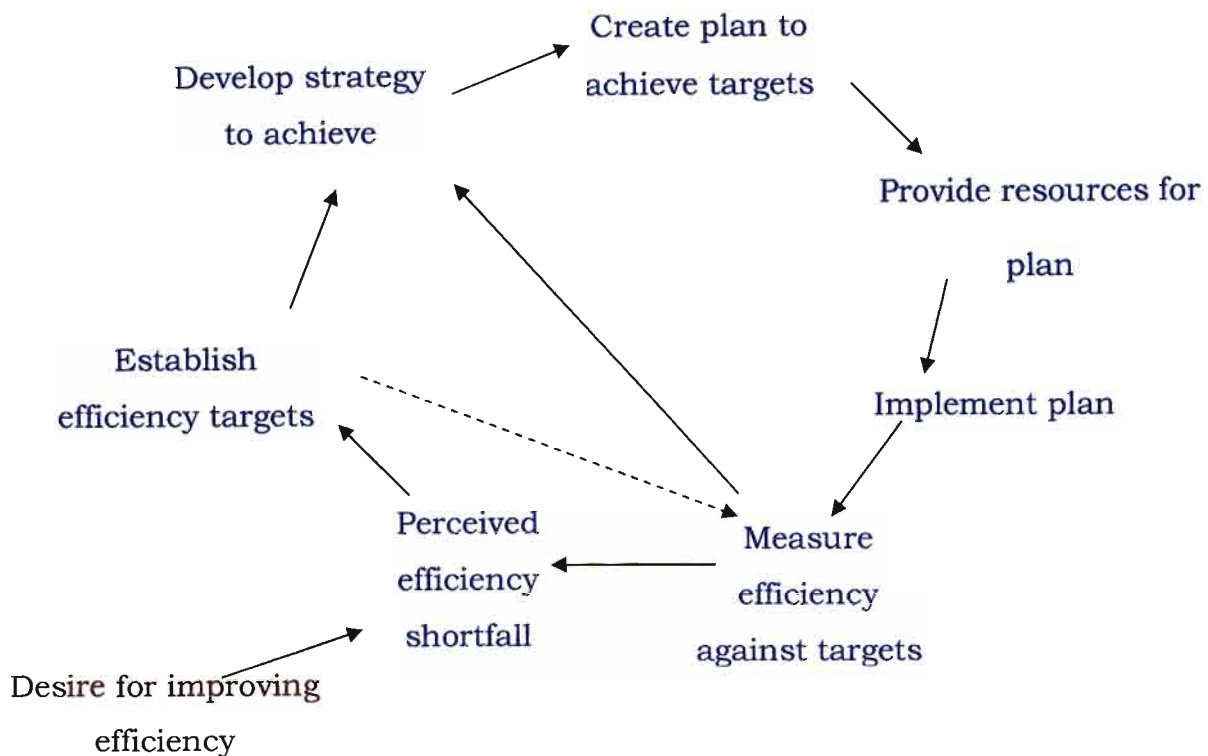 Create plan to
achieve targets
Develop strategy
to achieve
Provide resources for
plan
Establish
efficiency targets
Implement plan
Perceived
efficiency
shortfall
Measure
efficiency
against targets
Desire for improving
efficiency